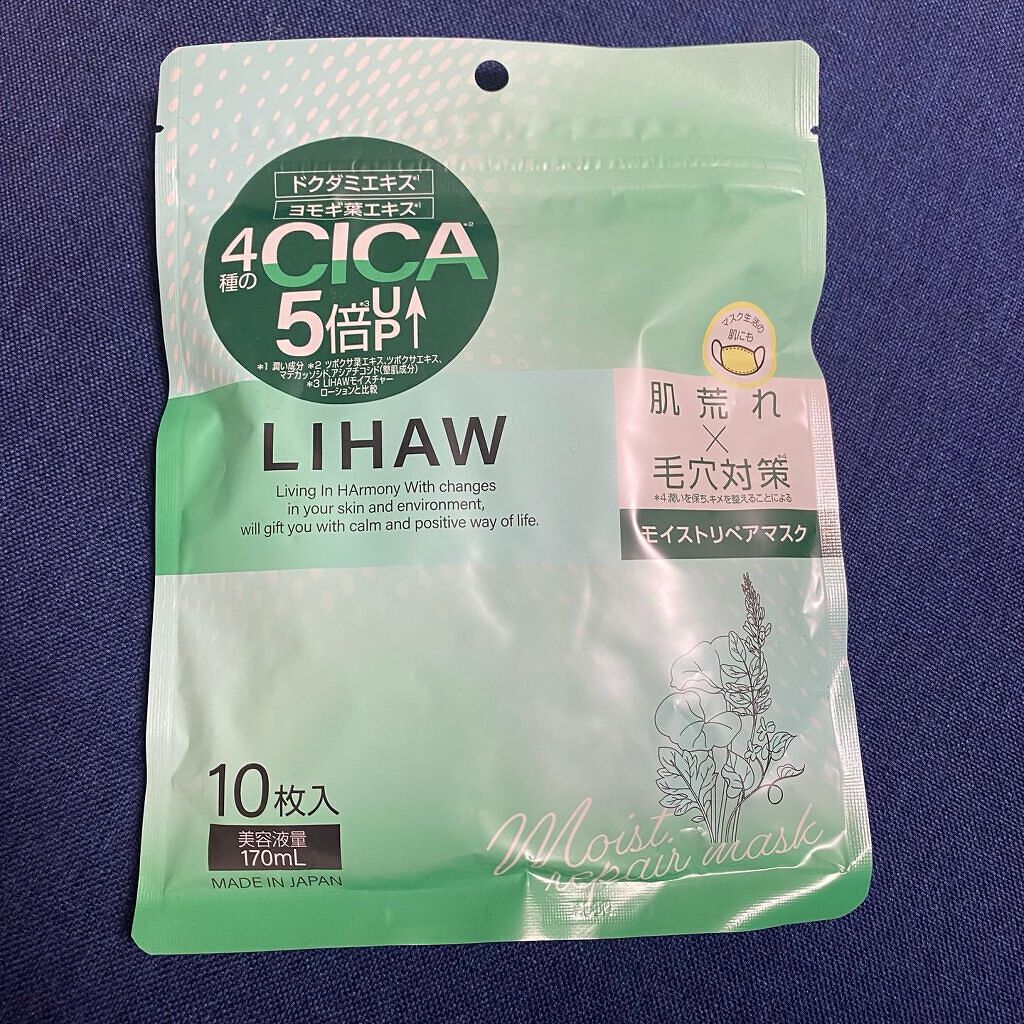 ドクダミエキス*1
ヨモギ葉エキス*1
4種のCICA*2
5倍*3UP↑
*1 潤い成分 *2 ツボクサ葉エキス、ツボクサエキス、
マデカッソシド、アシアチコシド(整肌成分)
*3 LIHAWモイスチャー
ローションと比較
マスク生活の
肌にも
肌荒れ
×
毛穴対策*4
*4 潤いを保ち、キメを整えることによる
モイストリペアマスク
LIHAW
Living In HArmony With changes
in your skin and environment,
will gift you with calm and positive way of life.
10枚入
美容液量
170mL
MADE IN JAPAN
Moist
repair mask